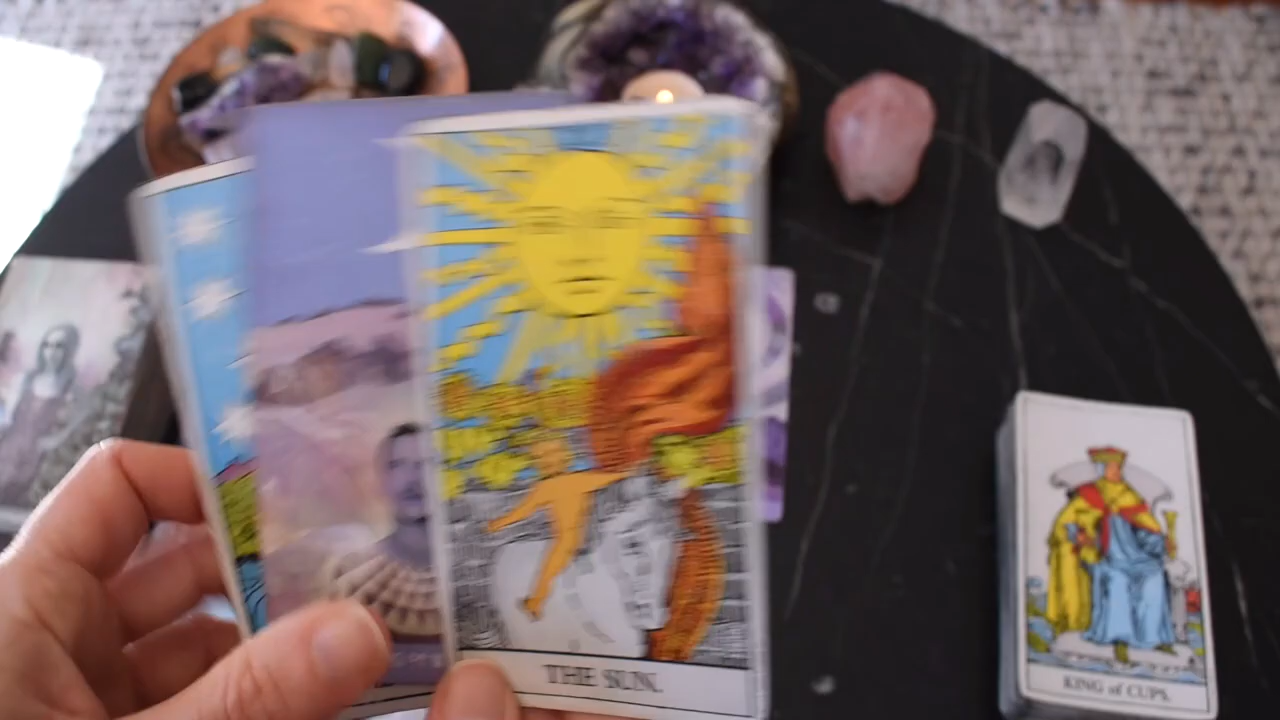 THE SUN.
KING of CUPS.